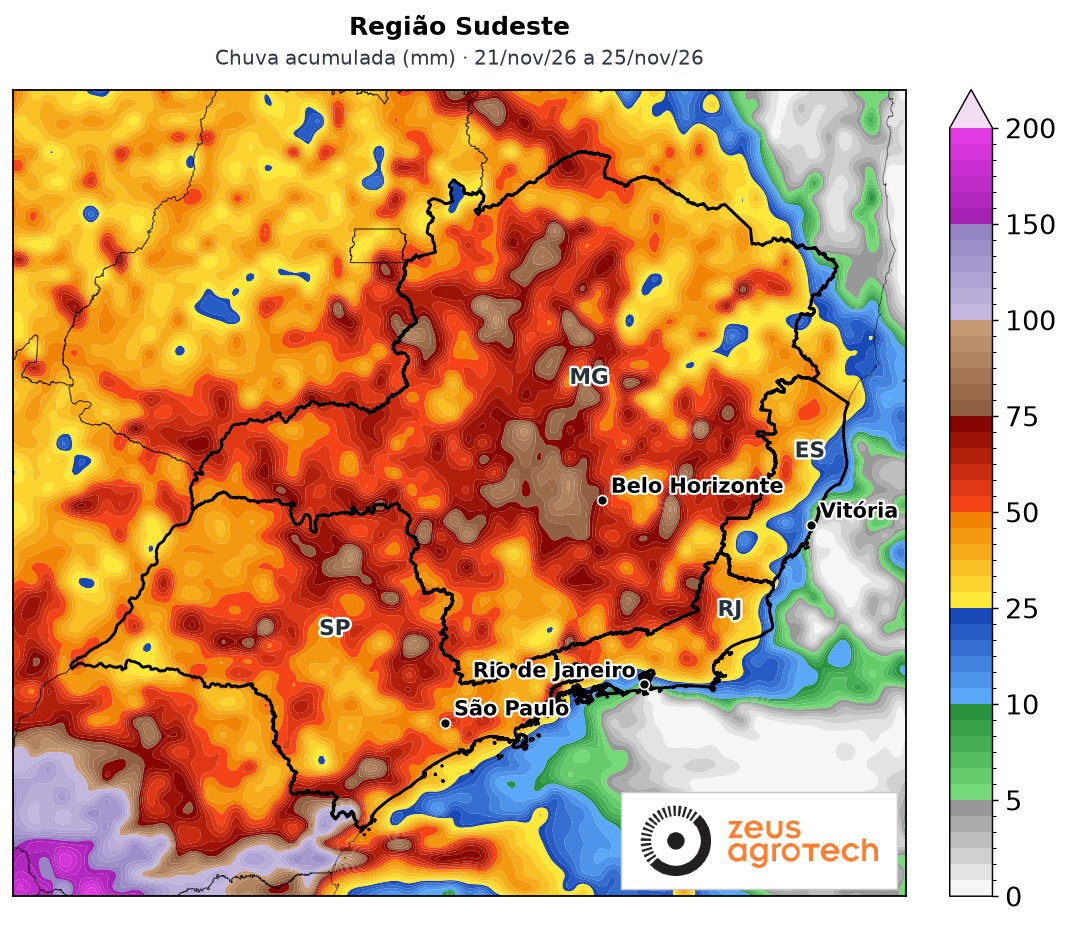 Região Sudeste
Chuva acumulada (mm) · 21/nov/26 a 25/nov/26
200
150
100
75
50
25
10
5
0
MG
ES
Belo Horizonte
Vitória
RJ
SP
Rio de Janeiro
São Paulo
zeus
agrotech